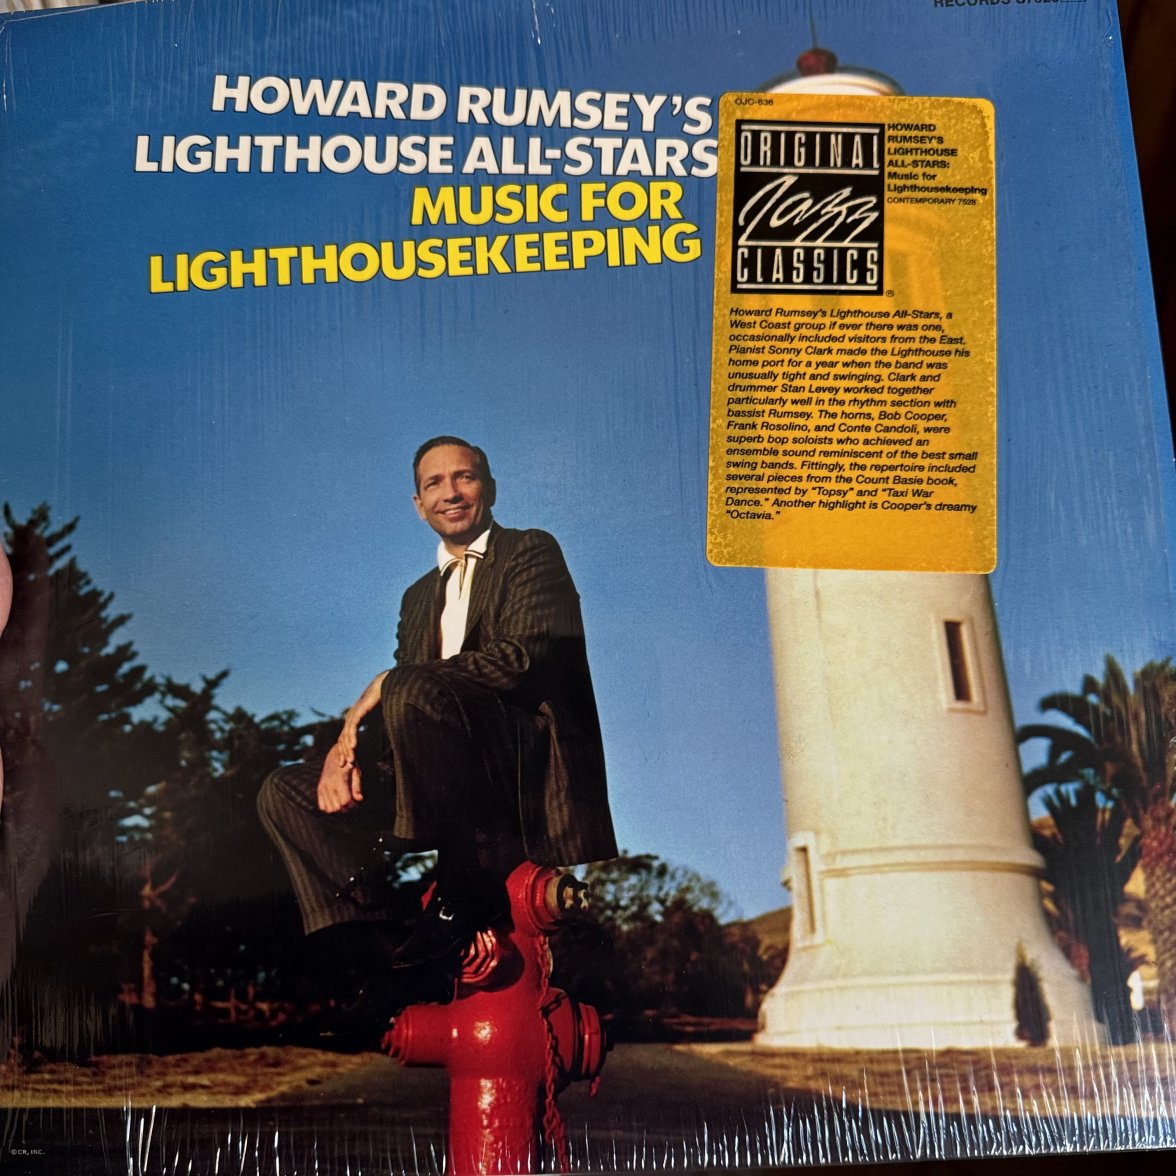 HOWARD RUMSEY'S
LIGHTHOUSE ALL-STARS
MUSIC FOR
LIGHTHOUSEKEEPING
OJC-636
ORIGINAL
Jazz
CLASSICS
®
HOWARD
RUMSEY'S
LIGHTHOUSE
ALL-STARS:
Music for
Lighthousekeeping
CONTEMPORARY 7528
Howard Rumsey's Lighthouse All-Stars, a
West Coast group if ever there was one,
occasionally included visitors from the East.
Pianist Sonny Clark made the Lighthouse his
home port for a year when the band was
unusually tight and swinging. Clark and
drummer Stan Levey worked together
particularly well in the rhythm section with
bassist Rumsey. The horns, Bob Cooper,
Frank Rosolino, and Conte Candoli, were
superb bop soloists who achieved an
ensemble sound reminiscent of the best small
swing bands. Fittingly, the repertoire included
several pieces from the Count Basie book,
represented by "Topsy" and "Taxi War
Dance." Another highlight is Cooper's dreamy
"Octavia."
©CR, INC.